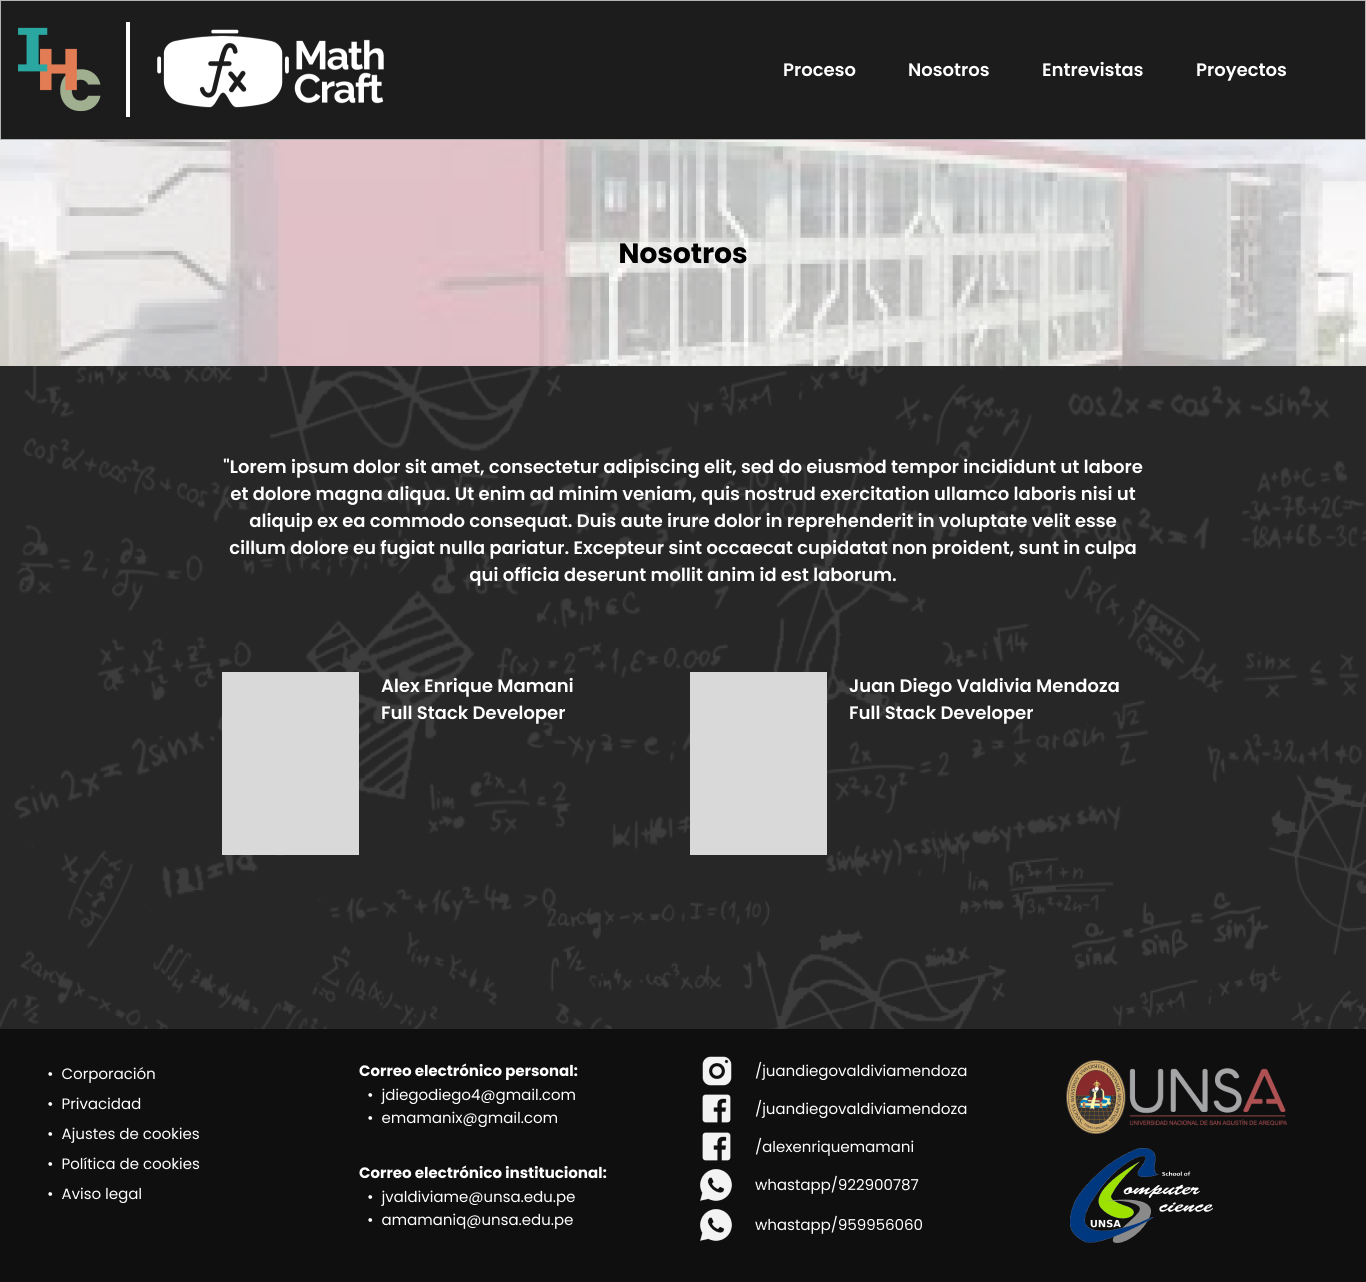 IHC
fx
Math
Craft
Proceso Nosotros Entrevistas Proyectos
Nosotros
"Lorem ipsum dolor sit amet, consectetur adipiscing elit, sed do eiusmod tempor incididunt ut labore
et dolore magna aliqua. Ut enim ad minim veniam, quis nostrud exercitation ullamco laboris nisi ut
aliquip ex ea commodo consequat. Duis aute irure dolor in reprehenderit in voluptate velit esse
cillum dolore eu fugiat nulla pariatur. Excepteur sint occaecat cupidatat non proident, sunt in culpa
qui officia deserunt mollit anim id est laborum.
Alex Enrique Mamani
Full Stack Developer
Juan Diego Valdivia Mendoza
Full Stack Developer
• Corporación
• Privacidad
• Ajustes de cookies
• Política de cookies
• Aviso legal
Correo electrónico personal:
• jdiegodiego4@gmail.com
• emamanix@gmail.com
Correo electrónico institucional:
• jvaldiviame@unsa.edu.pe
• amamaniq@unsa.edu.pe
/juandiegovaldiviamendoza
/juandiegovaldiviamendoza
/alexenriquemamani
whastapp/922900787
whastapp/959956060
UNSA
UNIVERSIDAD NACIONAL DE SAN AGUSTÍN DE AREQUIPA
School of
Computer
Science
UNSA